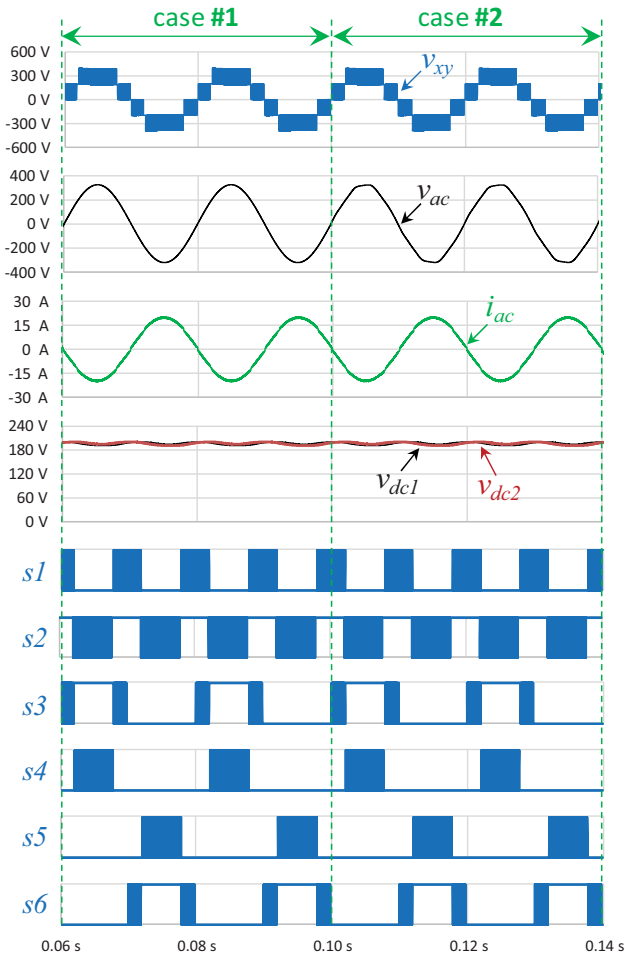 case #1 case #2
600 V
300 V
0 V
-300 V
-600 V
vxy
400 V
200 V
0 V
-200 V
-400 V
vac
30 A
15 A
0 A
-15 A
-30 A
iac
240 V
180 V
120 V
60 V
0 V
vdc1 vdc2
s1
s2
s3
s4
s5
s6
0.06 s 0.08 s 0.10 s 0.12 s 0.14 s